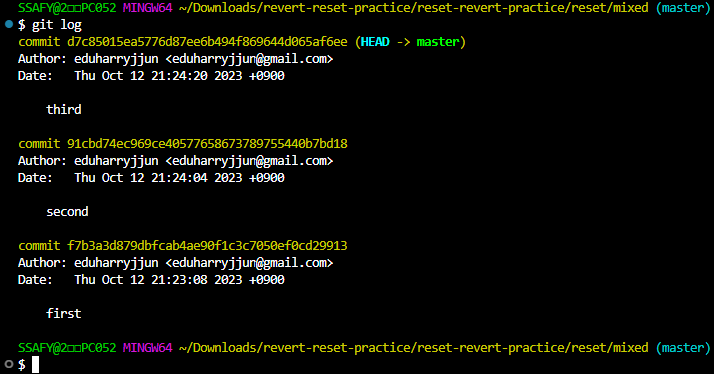 SSAFY@2□□PC052 MINGW64 ~/Downloads/revert-reset-practice/reset-revert-practice/reset/mixed (master)
$ git log
commit d7c85015ea5776d87ee6b494f869644d065af6ee (HEAD -> master)
Author: eduharryjjun <eduharryjjun@gmail.com>
Date:   Thu Oct 12 21:24:20 2023 +0900
third
commit 91cbd74ec969ce40577658673789755440b7bd18
Author: eduharryjjun <eduharryjjun@gmail.com>
Date:   Thu Oct 12 21:24:04 2023 +0900
second
commit f7b3a3d879dbfcab4ae90f1c3c7050ef0cd29913
Author: eduharryjjun <eduharryjjun@gmail.com>
Date:   Thu Oct 12 21:23:08 2023 +0900
first
SSAFY@2□□PC052 MINGW64 ~/Downloads/revert-reset-practice/reset-revert-practice/reset/mixed (master)
$